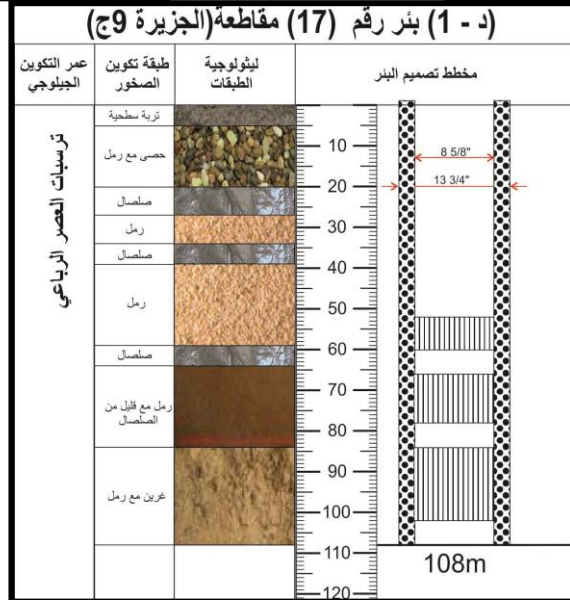 (د - 1) بئر رقم (17) مقاطعة(الجزيرة 9ج)
عمر التكوين الجيلوجي
طبقة تكوين الصخور
ليثولوجية الطبقات
مخطط تصميم البئر
ترسبات العصر الرباعي
تربة سطحية
حصى مع رمل
صلصال
رمل
صلصال
رمل
صلصال
رمل مع قليل من الصلصال
غرين مع رمل
10
20
30
40
50
60
70
80
90
100
110
120
8 5/8"
13 3/4"
108m